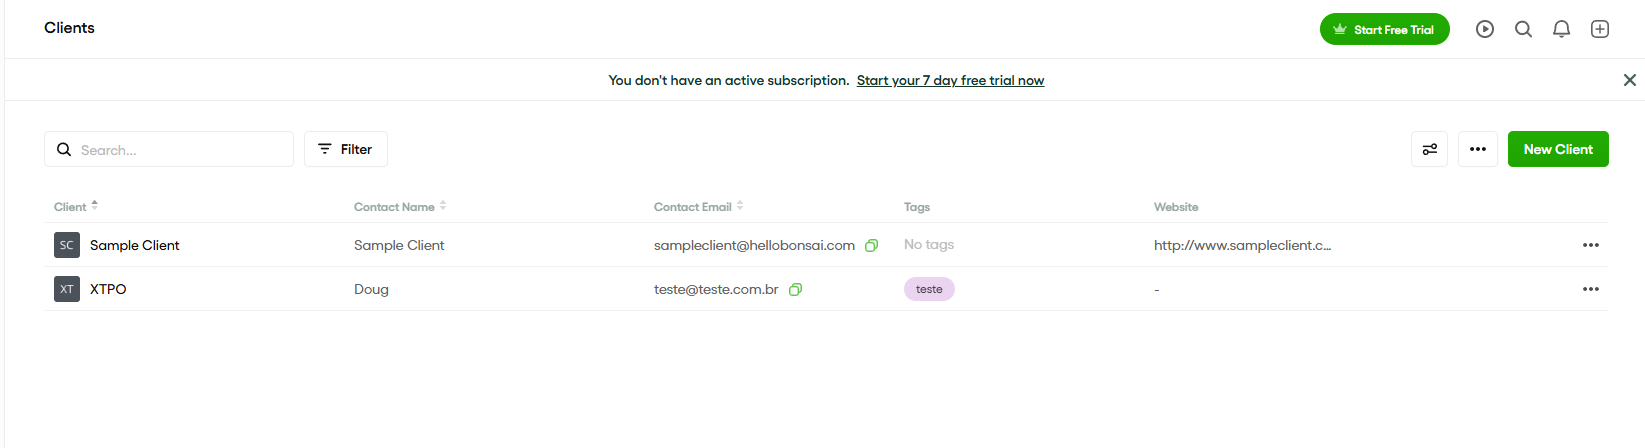 Clients
Start Free Trial
You don't have an active subscription. Start your 7 day free trial now
Search...
Filter
New Client
Client Contact Name Contact Email Tags Website
SC Sample Client Sample Client sampleclient@hellobonsai.com No tags http://www.sampleclient.c...
XT XTPO Doug teste@teste.com.br teste -